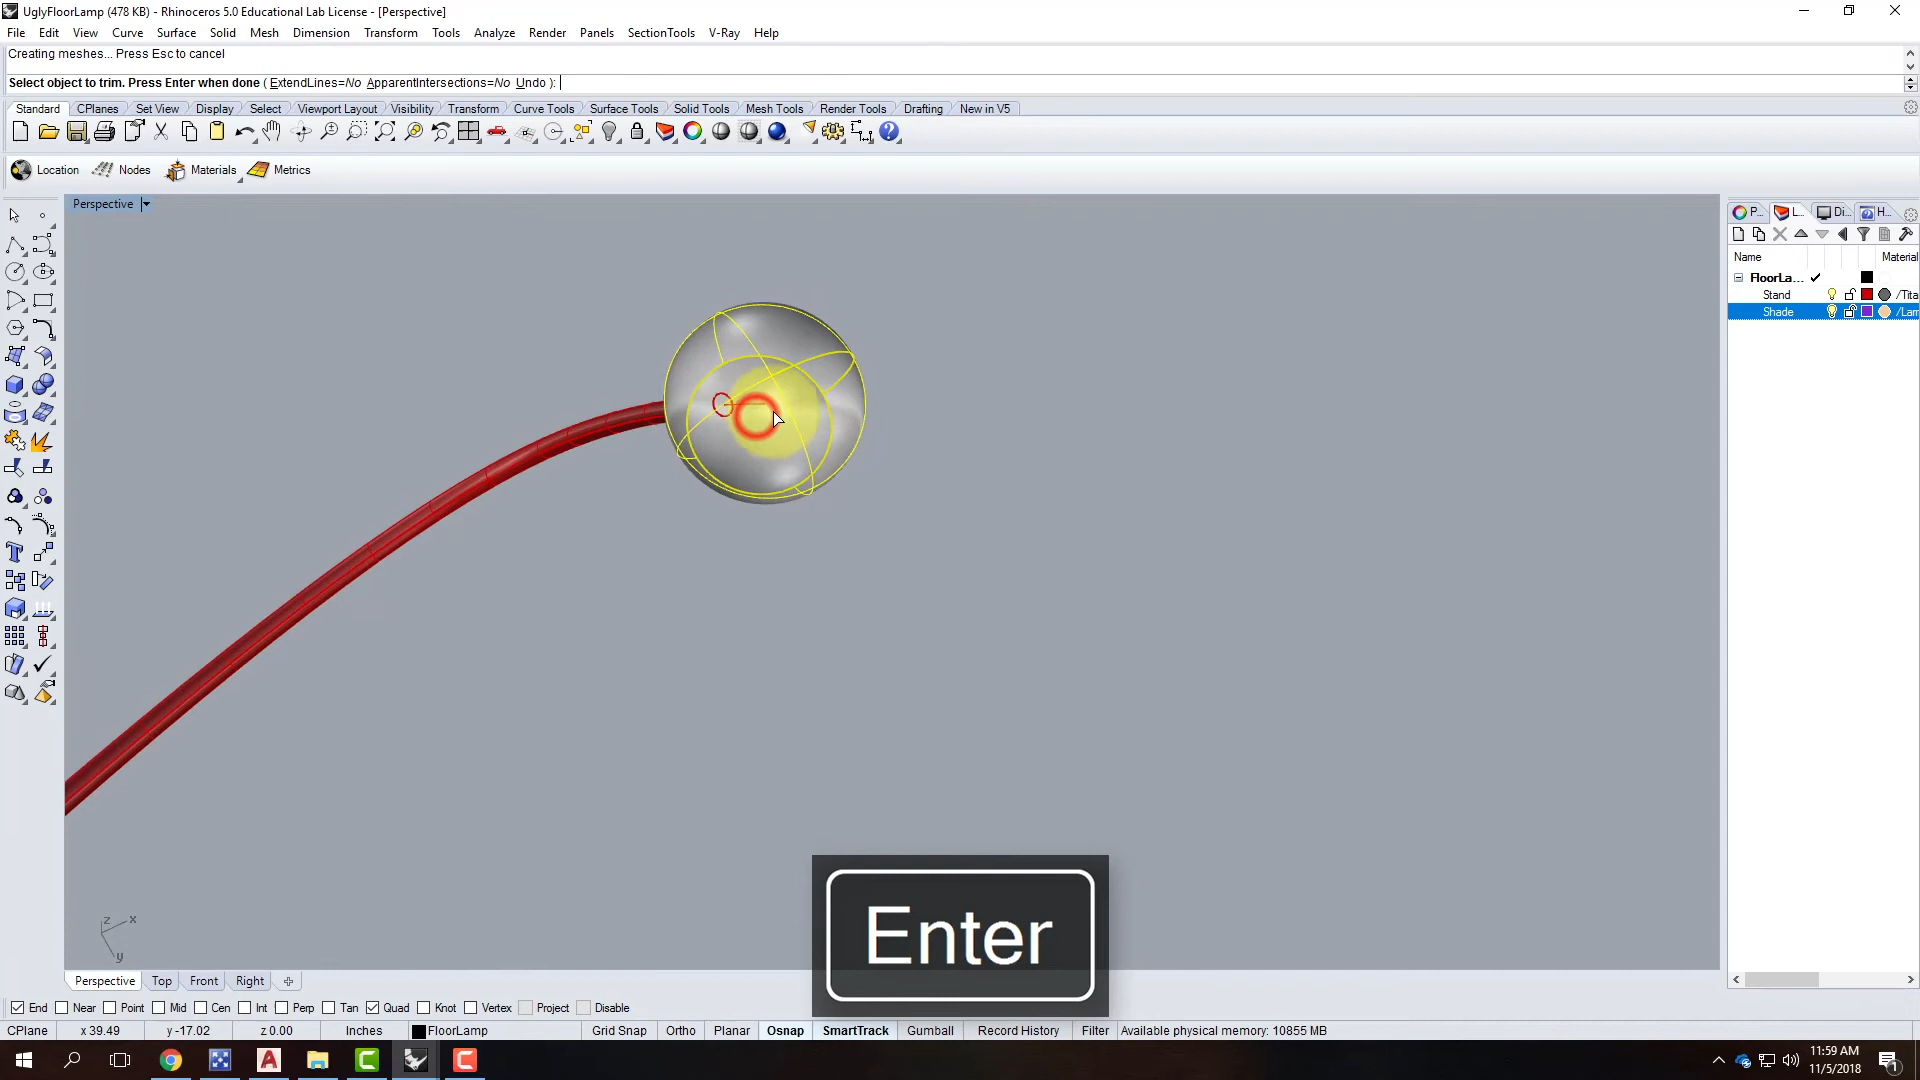 UglyFloorLamp (478 KB) - Rhinoceros 5.0 Educational Lab License - [Perspective]
File Edit View Curve Surface Solid Mesh Dimension Transform Tools Analyze Render Panels SectionTools V-Ray Help
Creating meshes... Press Esc to cancel
Select object to trim. Press Enter when done ( ExtendLines=No ApparentIntersections=No Undo ):
Standard CPlanes Set View Display Select Viewport Layout Visibility Transform Curve Tools Surface Tools Solid Tools Mesh Tools Render Tools Drafting New in V5
Location Nodes Materials Metrics
Perspective
P... L... Di... H...
Name Material
FloorLa...
Stand /Tita
Shade /Lam
z x
y
Enter
Perspective Top Front Right
End Near Point Mid Cen Int Perp Tan Quad Knot Vertex Project Disable
CPlane x 39.49 y -17.02 z 0.00 Inches FloorLamp Grid Snap Ortho Planar Osnap SmartTrack Gumball Record History Filter Available physical memory: 10855 MB
11:59 AM
11/5/2018